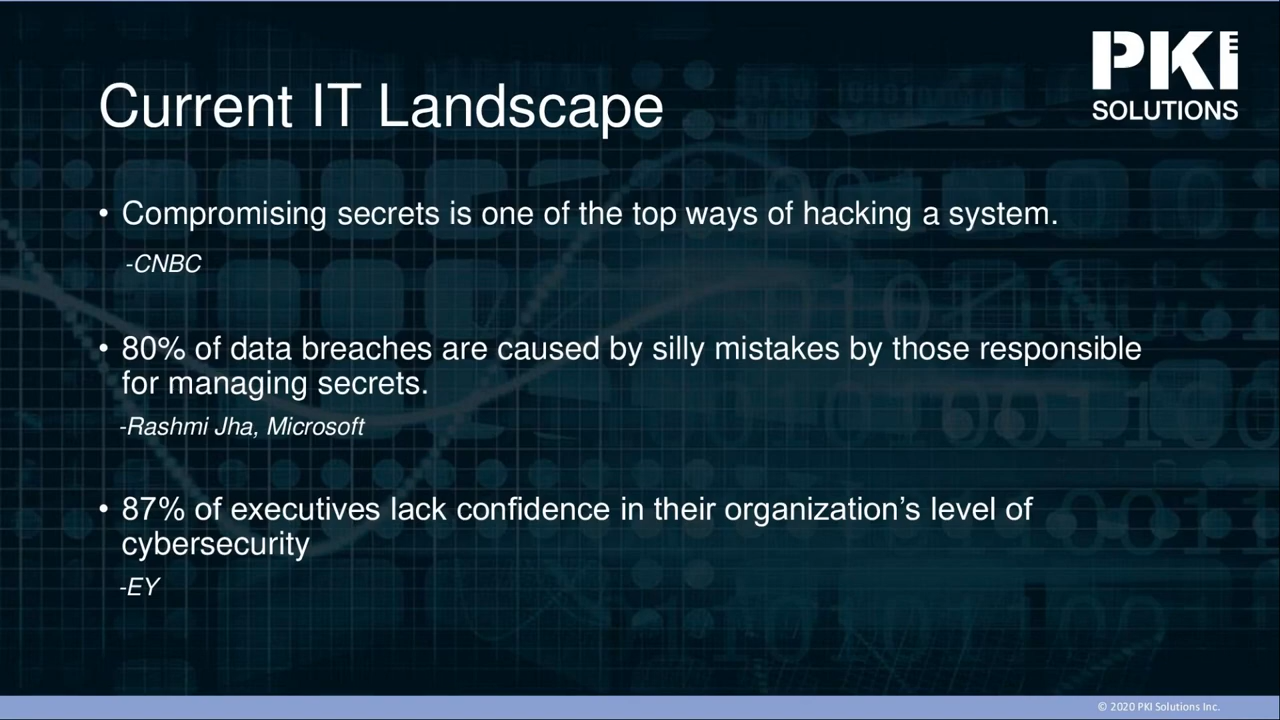 PKI
SOLUTIONS
Current IT Landscape
• Compromising secrets is one of the top ways of hacking a system.
-CNBC
• 80% of data breaches are caused by silly mistakes by those responsible
for managing secrets.
-Rashmi Jha, Microsoft
• 87% of executives lack confidence in their organization’s level of
cybersecurity
-EY
© 2020 PKI Solutions Inc.